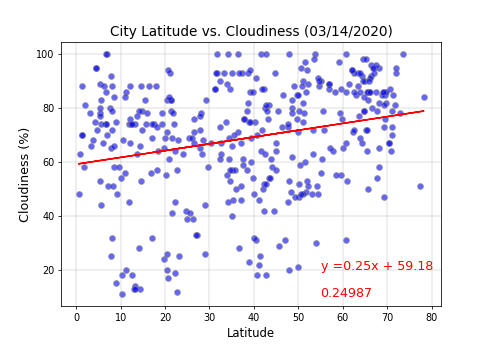 City Latitude vs. Cloudiness (03/14/2020)
Cloudiness (%)
100
80
60
40
20
y =0.25x + 59.18
0.24987
0 10 20 30 40 50 60 70 80
Latitude